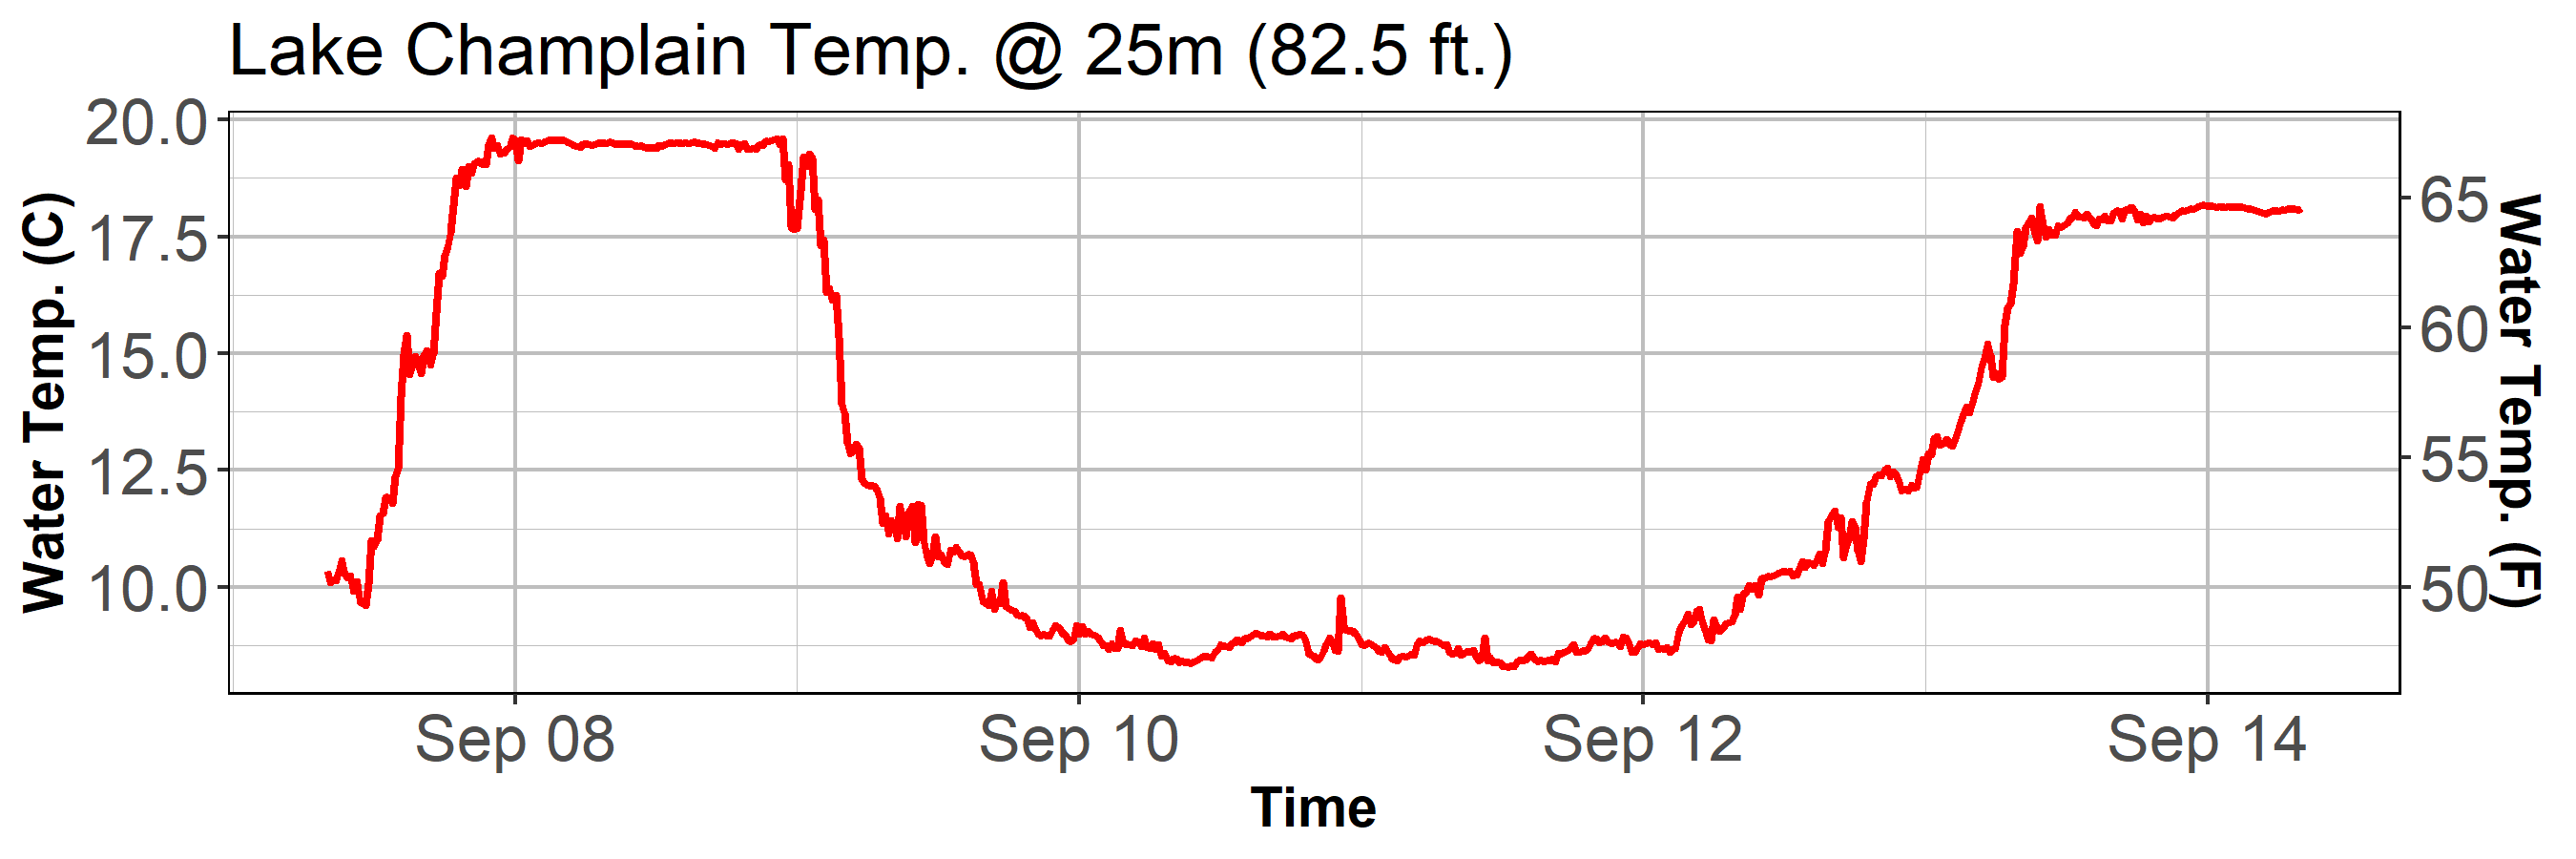 Lake Champlain Temp. @ 25m (82.5 ft.)
Water Temp. (C)
20.0
17.5
15.0
12.5
10.0
65
60
55
50
Water Temp. (F)
Sep 08
Sep 10
Sep 12
Sep 14
Time